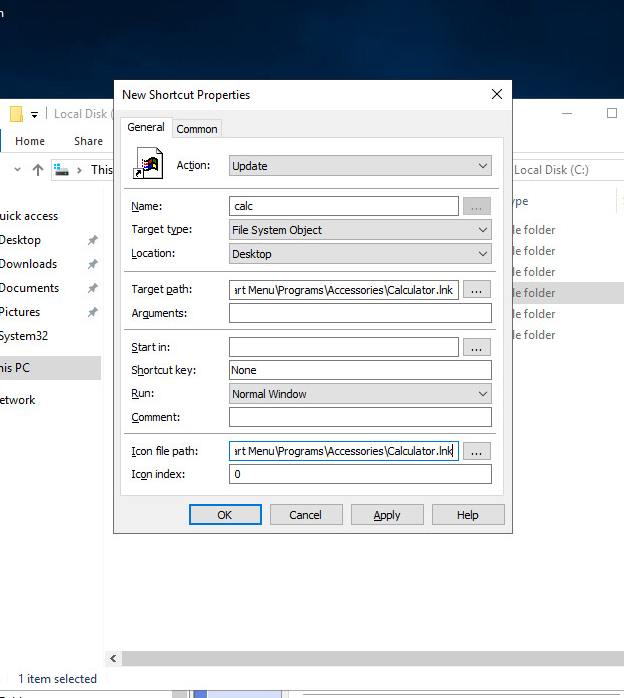 New Shortcut Properties
Local Disk (
General Common
Home Share
Action: Update
This
Local Disk (C:)
Name: calc ...
Target type: File System Object
Location: Desktop
Target path: art Menu\Programs\Accessories\Calculator.lnk ...
Arguments:
Start in: ...
Shortcut key: None
Run: Normal Window
Comment:
Icon file path: art Menu\Programs\Accessories\Calculator.lnk ...
Icon index: 0
OK Cancel Apply Help
uick access
Desktop
Downloads
Documents
Pictures
System32
his PC
etwork
ype
le folder
le folder
le folder
le folder
le folder
le folder
1 item selected